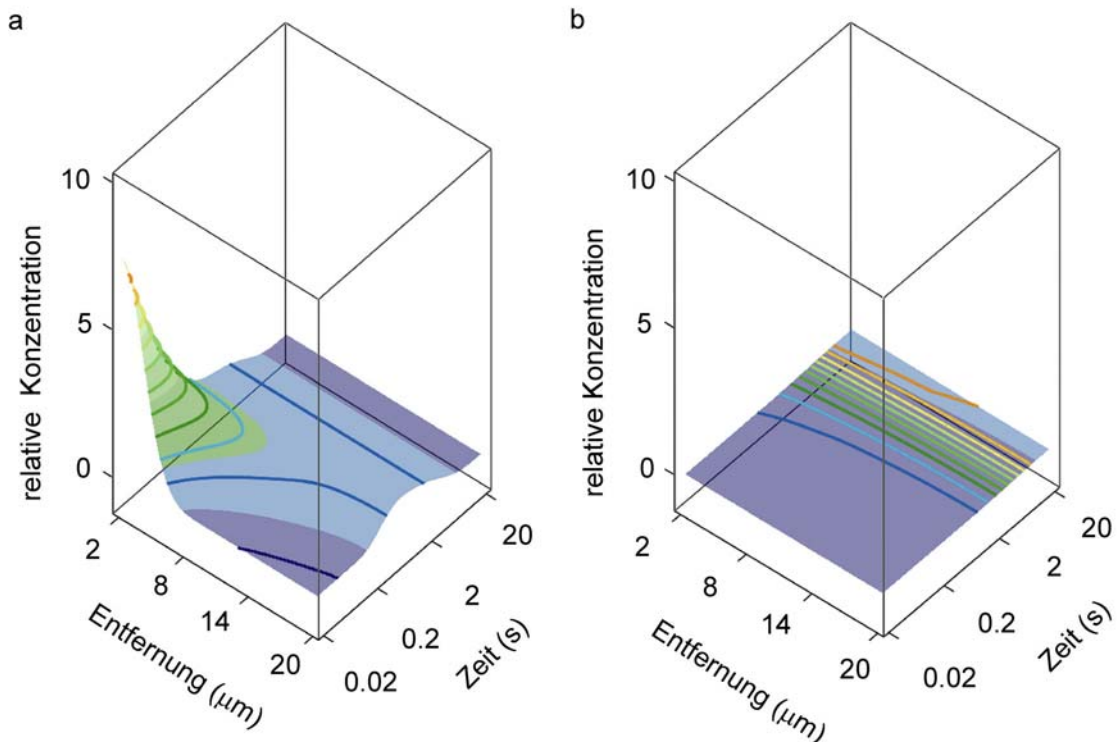 a
10
5
0
relative Konzentration
2
8
14
20
Entfernung (μm)
0.02
0.2
2
20
Zeit (s)
b
10
5
0
relative Konzentration
2
8
14
20
Entfernung (μm)
0.02
0.2
2
20
Zeit (s)